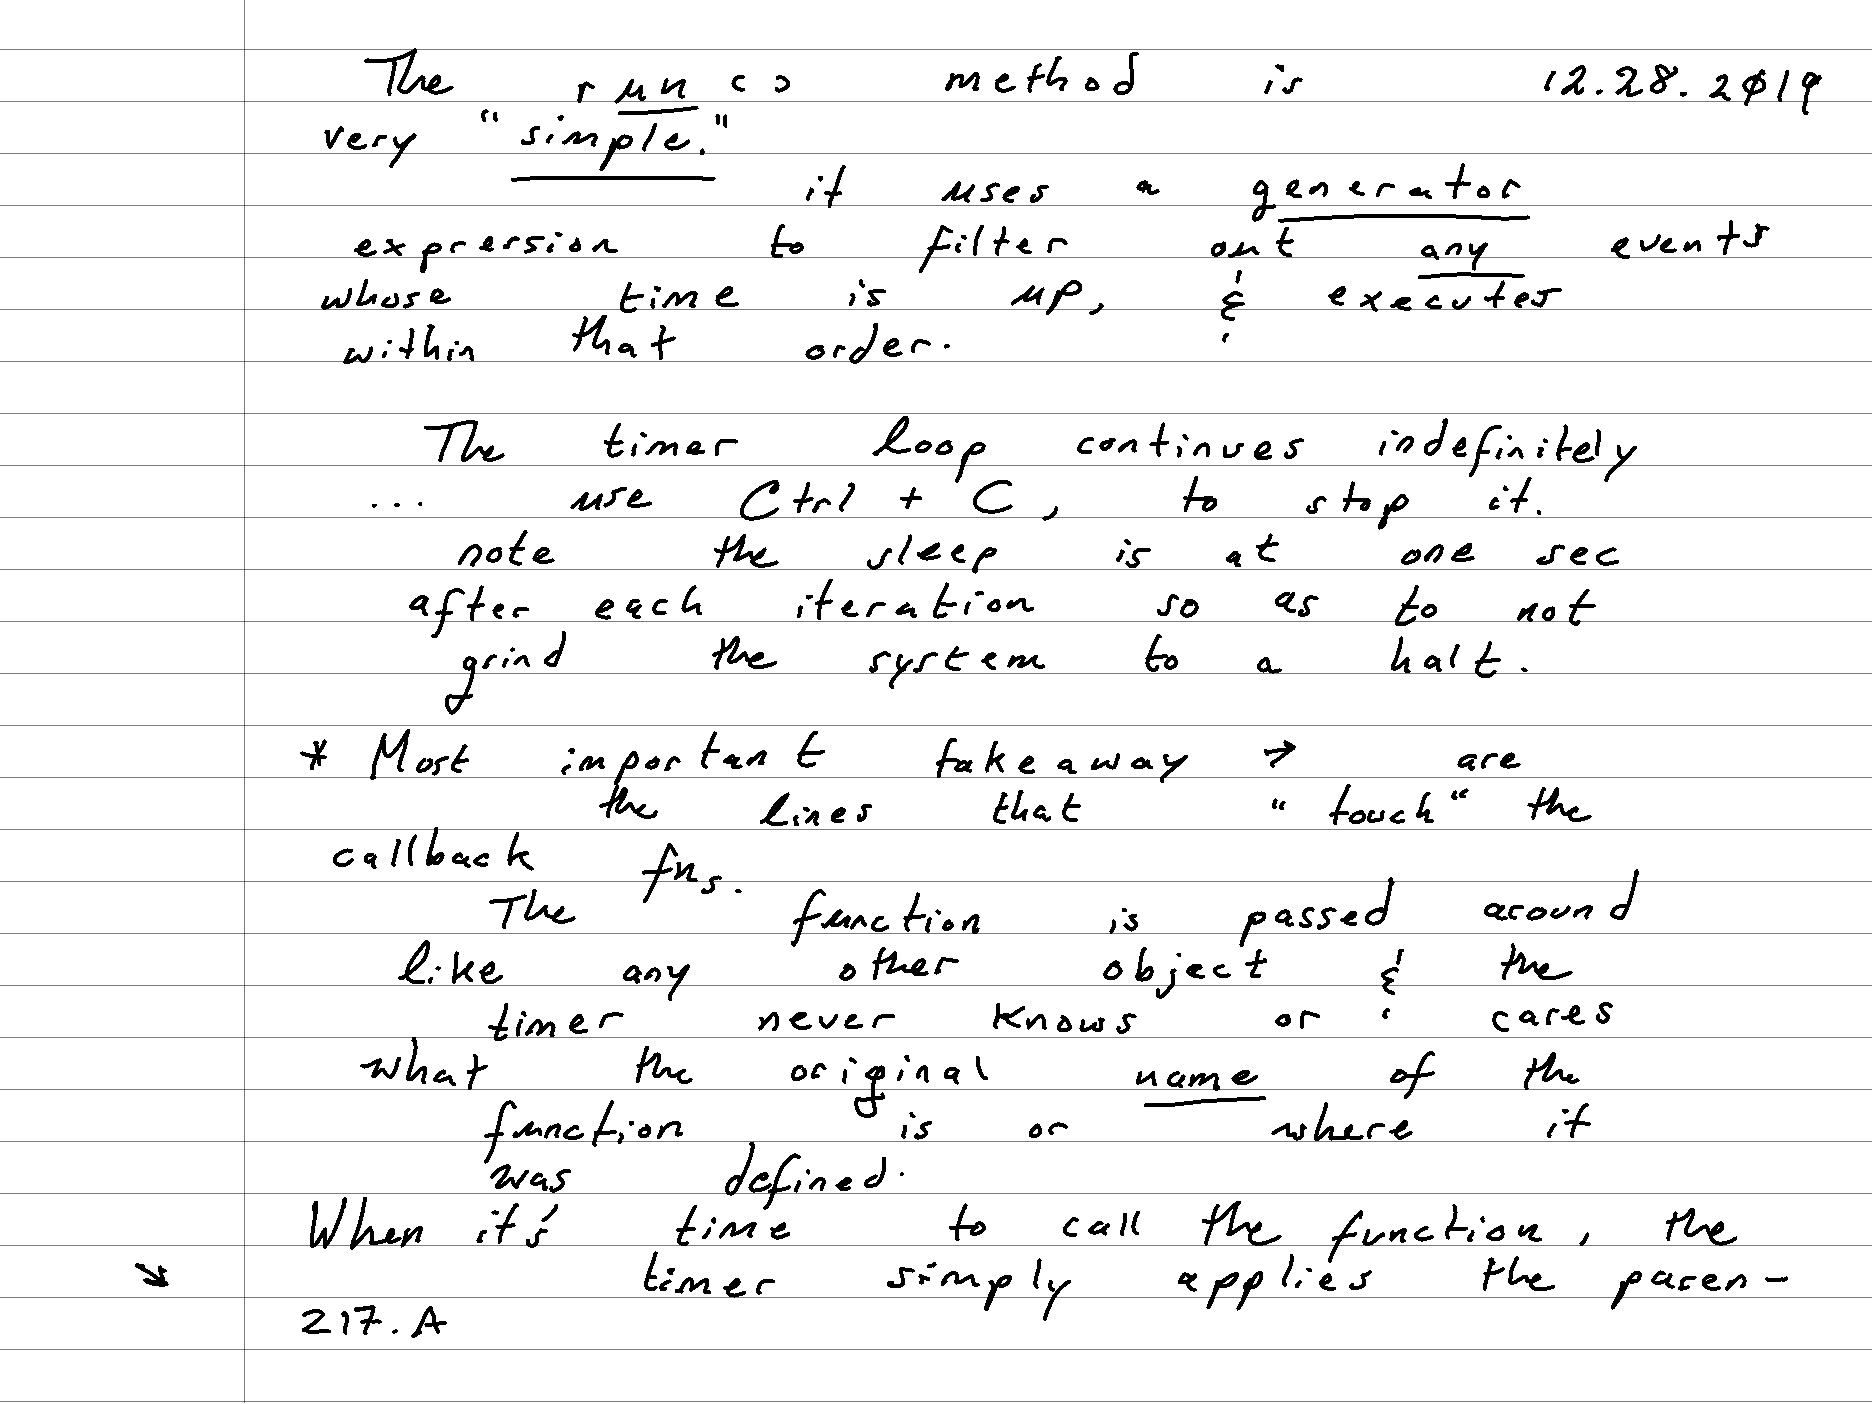 The run() method is 12.28.2019
very "simple."
it uses a generator
expression to filter out any events
whose time is up, & executes
within that order.
The timer loop continues indefinitely
... use Ctrl + C, to stop it.
note the sleep is at one sec
after each iteration so as to not
grind the system to a halt.
* Most important takeaway → are
the lines that "touch" the
callback fns.
The function is passed around
like any other object & the
timer never knows or cares
what the original name of the
function is or where it
was defined.
When it's time to call the function, the
↘ timer simply applies the paren-
217.A